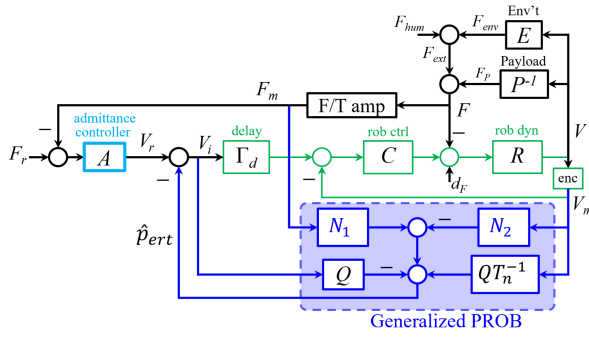 Env't
F_hum
F_env
E
F_ext
Payload
F_p
P^-1
F_m
F/T amp
F
−
admittance
controller
delay
rob ctrl
−
rob dyn
V
F_r
A
V_r
V_i
Γ_d
C
R
−
−
d_F
enc
V_m
p̂_ert
N_1
−
N_2
Q
−
QT_n^-1
Generalized PROB